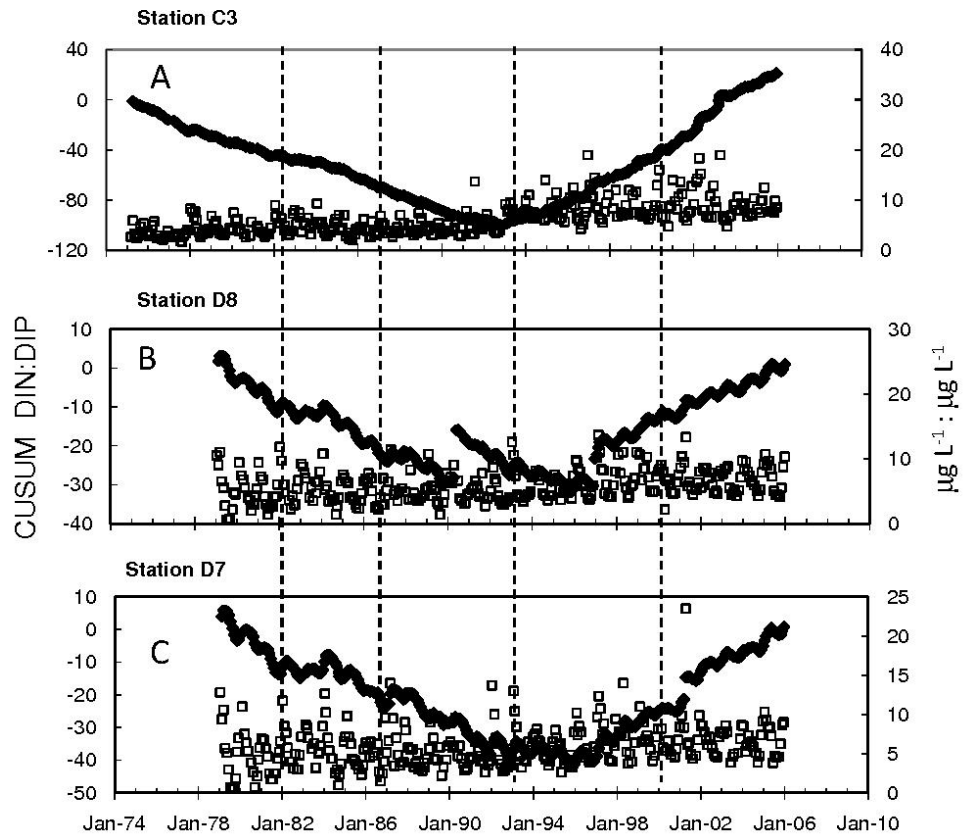 Station C3
40 40
A
0 30
-40 20
-80 10
-120 0
Station D8
10 30
B
0
-10 20
-20
10
-30
-40 0
CUSUM DIN:DIP
µg L-1 : µg L-1
Station D7
10 25
0 20
C
-10
15
-20
-30 10
-40 5
-50 0
Jan-74 Jan-78 Jan-82 Jan-86 Jan-90 Jan-94 Jan-98 Jan-02 Jan-06 Jan-10